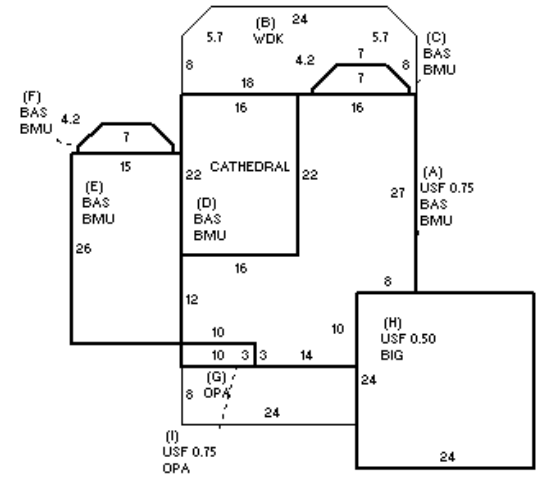 (B) 24
WDK
5.7 5.7
(C)
BAS
BMU
7
4.2
8 8
18 7
(F)
BAS
BMU
4.2
7
16 16
15
22 CATHEDRAL 22
(A)
USF 0.75
BAS
BMU
27
(E)
BAS
BMU
(D)
BAS
BMU
26
16
8
12
10 10
(H)
USF 0.50
BIG
10 3 3 14
(G)
OPA
24
8
24
(I)
USF 0.75
OPA
24